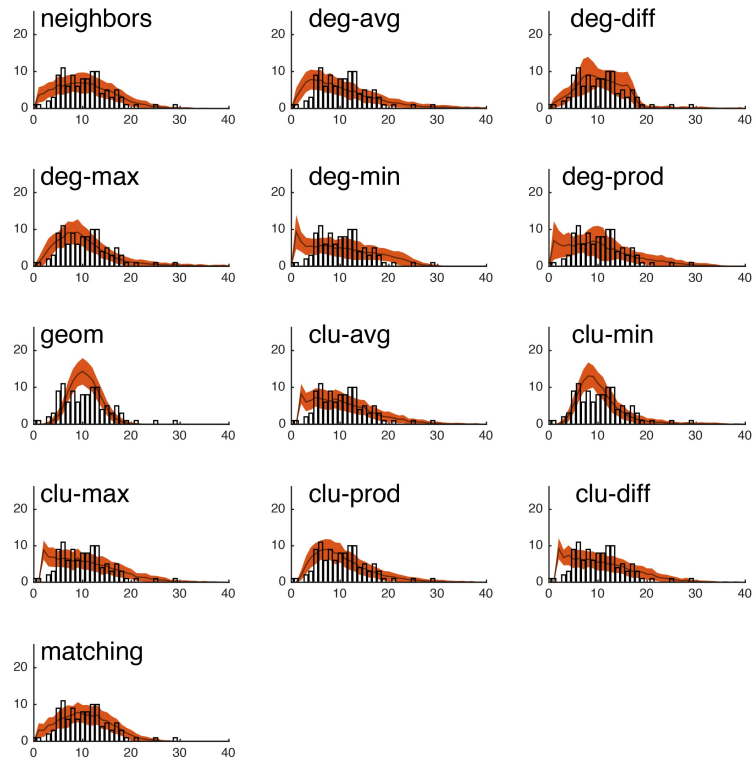 neighbors deg-avg deg-diff
20 20 20
10 10 10
0 0 0
0 10 20 30 40 0 10 20 30 40 0 10 20 30 40
deg-max deg-min deg-prod
20 20 20
10 10 10
0 0 0
0 10 20 30 40 0 10 20 30 40 0 10 20 30 40
geom clu-avg clu-min
20 20 20
10 10 10
0 0 0
0 10 20 30 40 0 10 20 30 40 0 10 20 30 40
clu-max clu-prod clu-diff
20 20 20
10 10 10
0 0 0
0 10 20 30 40 0 10 20 30 40 0 10 20 30 40
matching
20
10
0
0 10 20 30 40